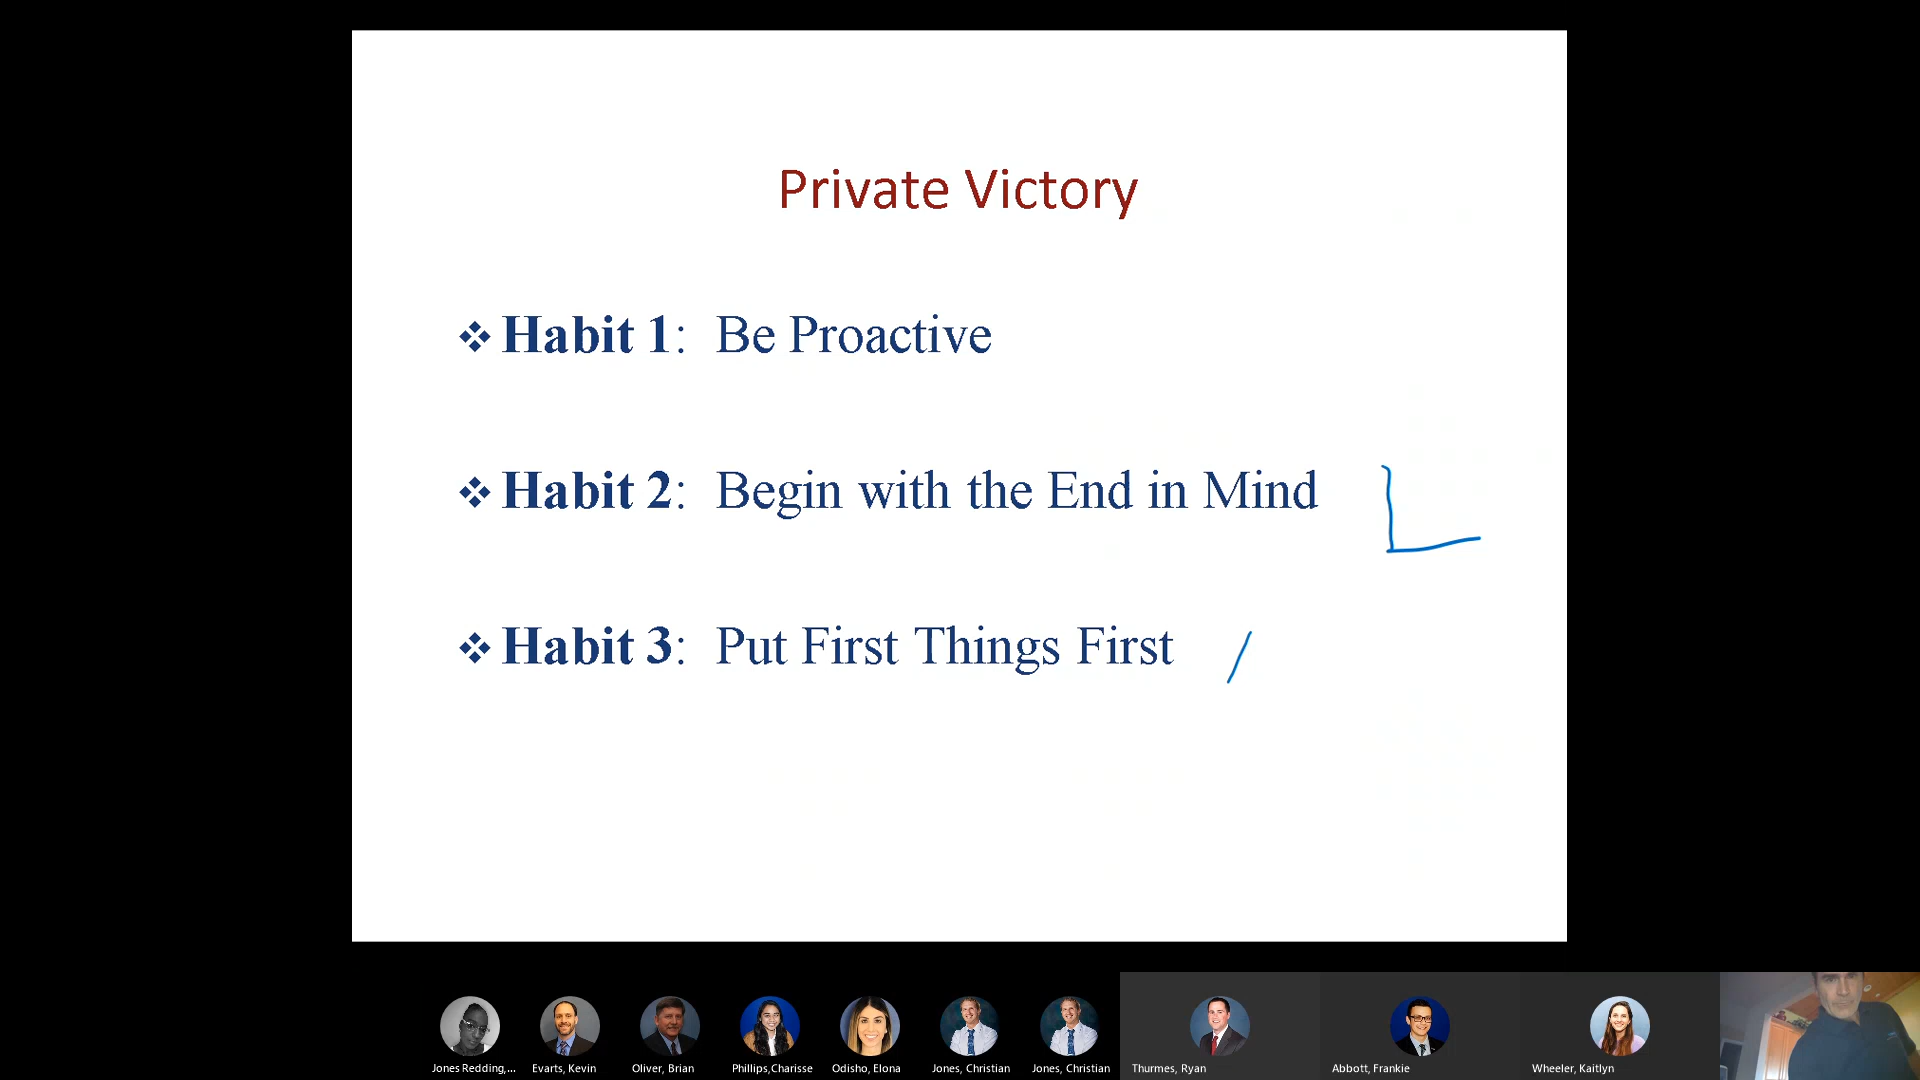 Private Victory
❖ Habit 1: Be Proactive
❖ Habit 2: Begin with the End in Mind
❖ Habit 3: Put First Things First
Jones Redding,... Evarts, Kevin Oliver, Brian Phillips,Charisse Odisho, Elona Jones, Christian Jones, Christian Thurmes, Ryan Abbott, Frankie Wheeler, Kaitlyn